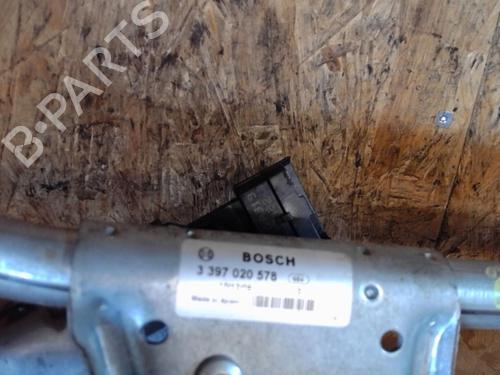 B-PARTS
BOSCH
3 397 020 578
Made in Spain